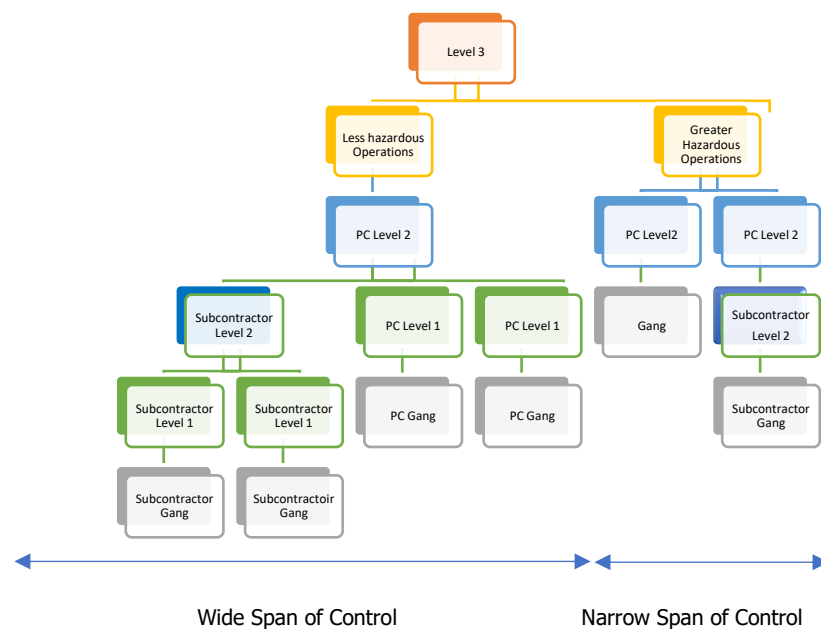 Level 3
Less hazardous
Operations
Greater
Hazardous
Operations
PC Level 2
PC Level2
PC Level 2
Subcontractor
Level 2
PC Level 1
PC Level 1
Gang
Subcontractor
Level 2
Subcontractor
Level 1
Subcontractor
Level 1
PC Gang
PC Gang
Subcontractor
Gang
Subcontractor
Gang
Subcontractoir
Gang
Wide Span of Control
Narrow Span of Control